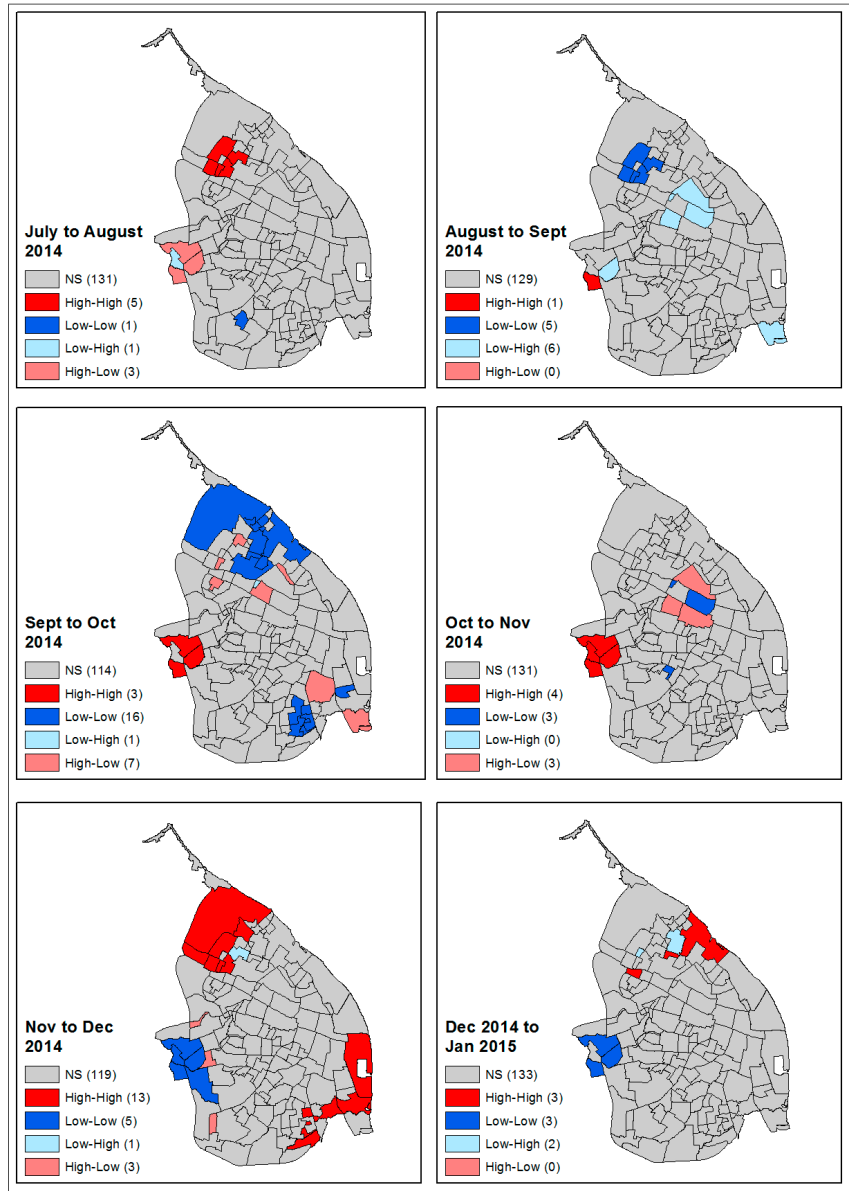 July to August
2014
NS (131)
High-High (5)
Low-Low (1)
Low-High (1)
High-Low (3)
August to Sept
2014
NS (129)
High-High (1)
Low-Low (5)
Low-High (6)
High-Low (0)
Sept to Oct
2014
NS (114)
High-High (3)
Low-Low (16)
Low-High (1)
High-Low (7)
Oct to Nov
2014
NS (131)
High-High (4)
Low-Low (3)
Low-High (0)
High-Low (3)
Nov to Dec
2014
NS (119)
High-High (13)
Low-Low (5)
Low-High (1)
High-Low (3)
Dec 2014 to
Jan 2015
NS (133)
High-High (3)
Low-Low (3)
Low-High (2)
High-Low (0)